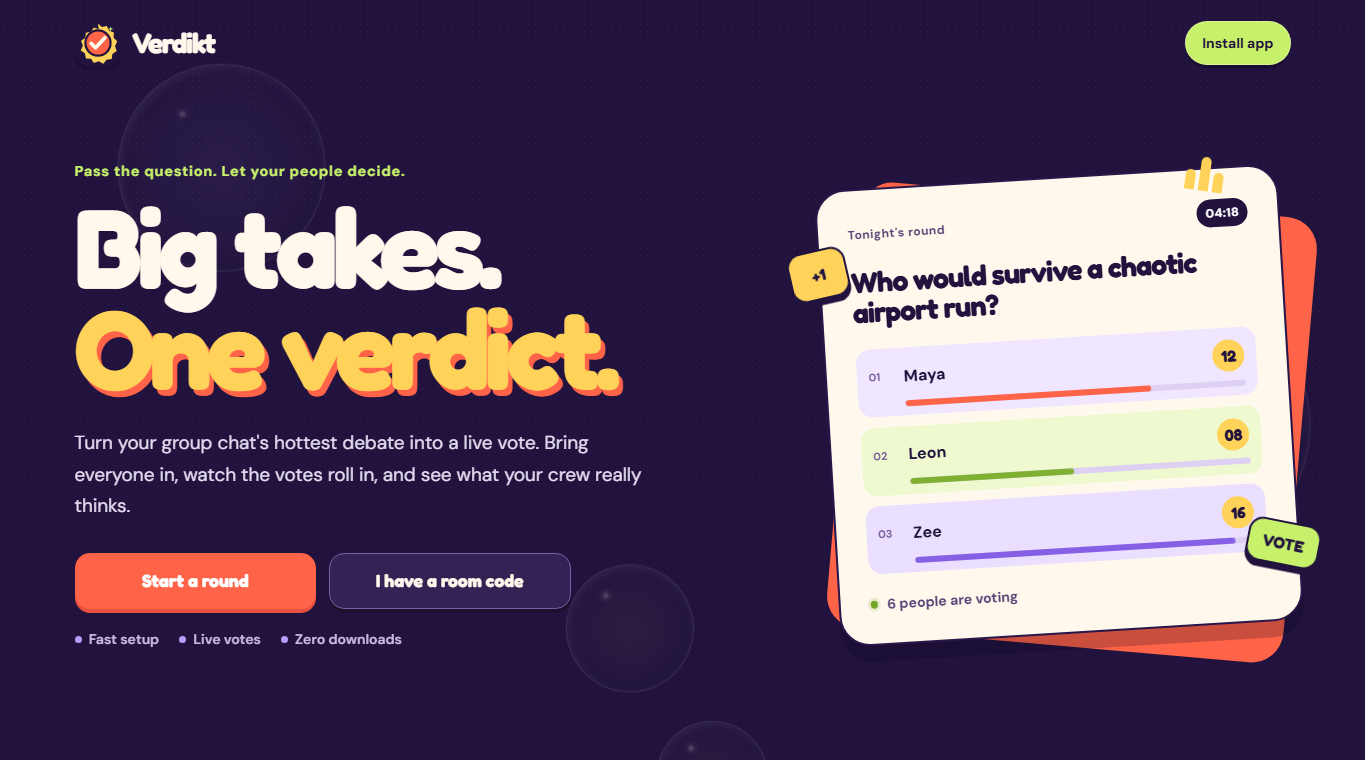 Verdikt
Install app
Pass the question. Let your people decide.
Big takes.
One verdict.
Turn your group chat's hottest debate into a live vote. Bring
everyone in, watch the votes roll in, and see what your crew really
thinks.
Start a round
I have a room code
Fast setup
Live votes
Zero downloads
Tonight's round
04:18
+1
Who would survive a chaotic
airport run?
01 Maya 12
02 Leon 08
03 Zee 16
VOTE
6 people are voting